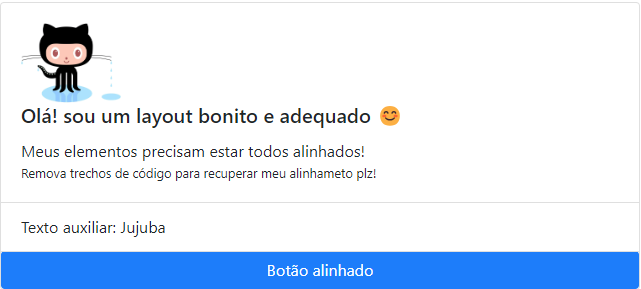 Olá! sou um layout bonito e adequado 😊
Meus elementos precisam estar todos alinhados!
Remova trechos de código para recuperar meu alinhameto plz!
Texto auxiliar: Jujuba
Botão alinhado